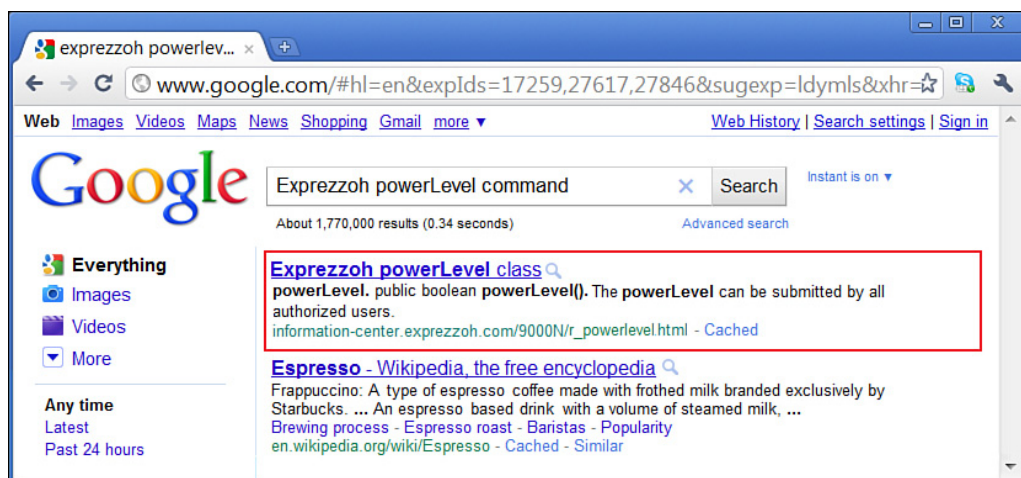 exprezzoh powerlev...
www.google.com/#hl=en&expIds=17259,27617,27846&sugexp=ldymls&xhr=
Web Images Videos Maps News Shopping Gmail more ▼ Web History | Search settings | Sign in
Google
Exprezzoh powerLevel command
Search
Instant is on ▼
About 1,770,000 results (0.34 seconds) Advanced search
Everything
Images
Videos
More
Any time
Latest
Past 24 hours
Exprezzoh powerLevel class
powerLevel. public boolean powerLevel(). The powerLevel can be submitted by all
authorized users.
information-center.exprezzoh.com/9000N/r_powerlevel.html - Cached
Espresso - Wikipedia, the free encyclopedia
Frappuccino: A type of espresso coffee made with frothed milk branded exclusively by
Starbucks. ... An espresso based drink with a volume of steamed milk, ...
Brewing process - Espresso roast - Baristas - Popularity
en.wikipedia.org/wiki/Espresso - Cached - Similar